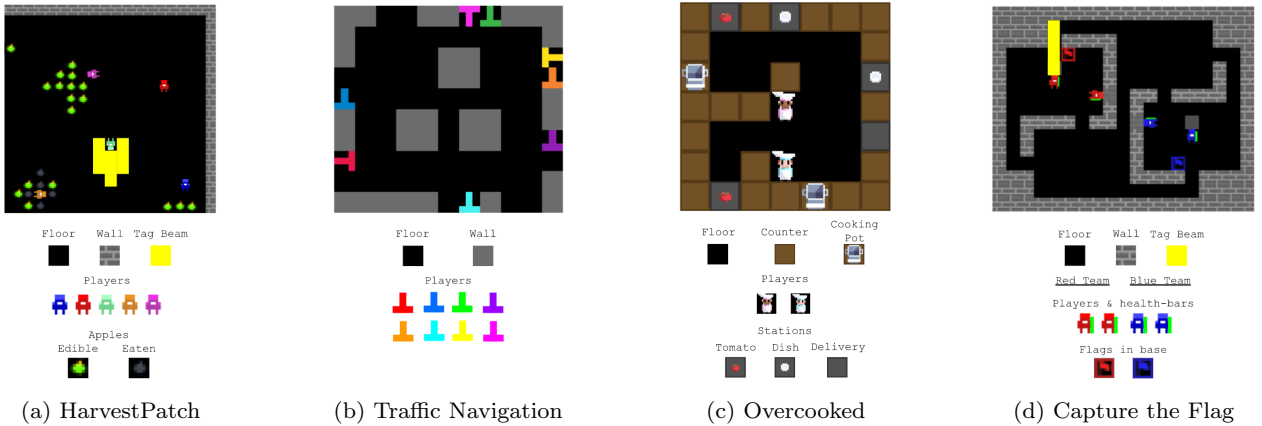 Floor Wall Tag Beam
Players
Apples
Edible Eaten
(a) HarvestPatch
Floor Wall
Players
(b) Traffic Navigation
Floor Counter Cooking
Pot
Players
Stations
Tomato Dish Delivery
(c) Overcooked
Floor Wall Tag Beam
Red Team Blue Team
Players & health-bars
Flags in base
(d) Capture the Flag